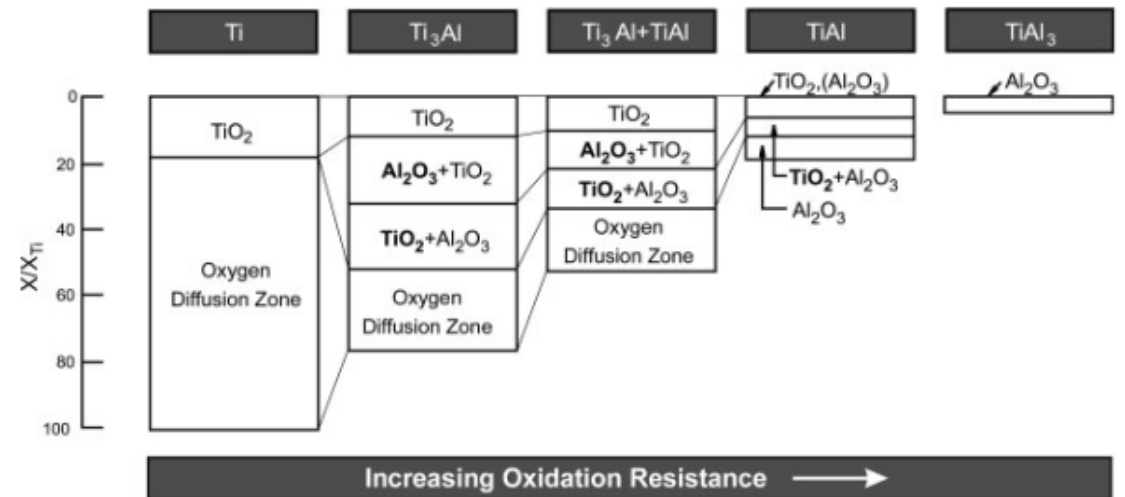 Ti
Ti₃Al
Ti₃ Al+TiAl
TiAl
TiAl₃
X/X_Ti
0
20
40
60
80
100
TiO₂
Oxygen
Diffusion Zone
TiO₂
Al₂O₃+TiO₂
TiO₂+Al₂O₃
Oxygen
Diffusion Zone
TiO₂
Al₂O₃+TiO₂
TiO₂+Al₂O₃
Oxygen
Diffusion Zone
TiO₂,(Al₂O₃)
TiO₂+Al₂O₃
Al₂O₃
Al₂O₃
Increasing Oxidation Resistance